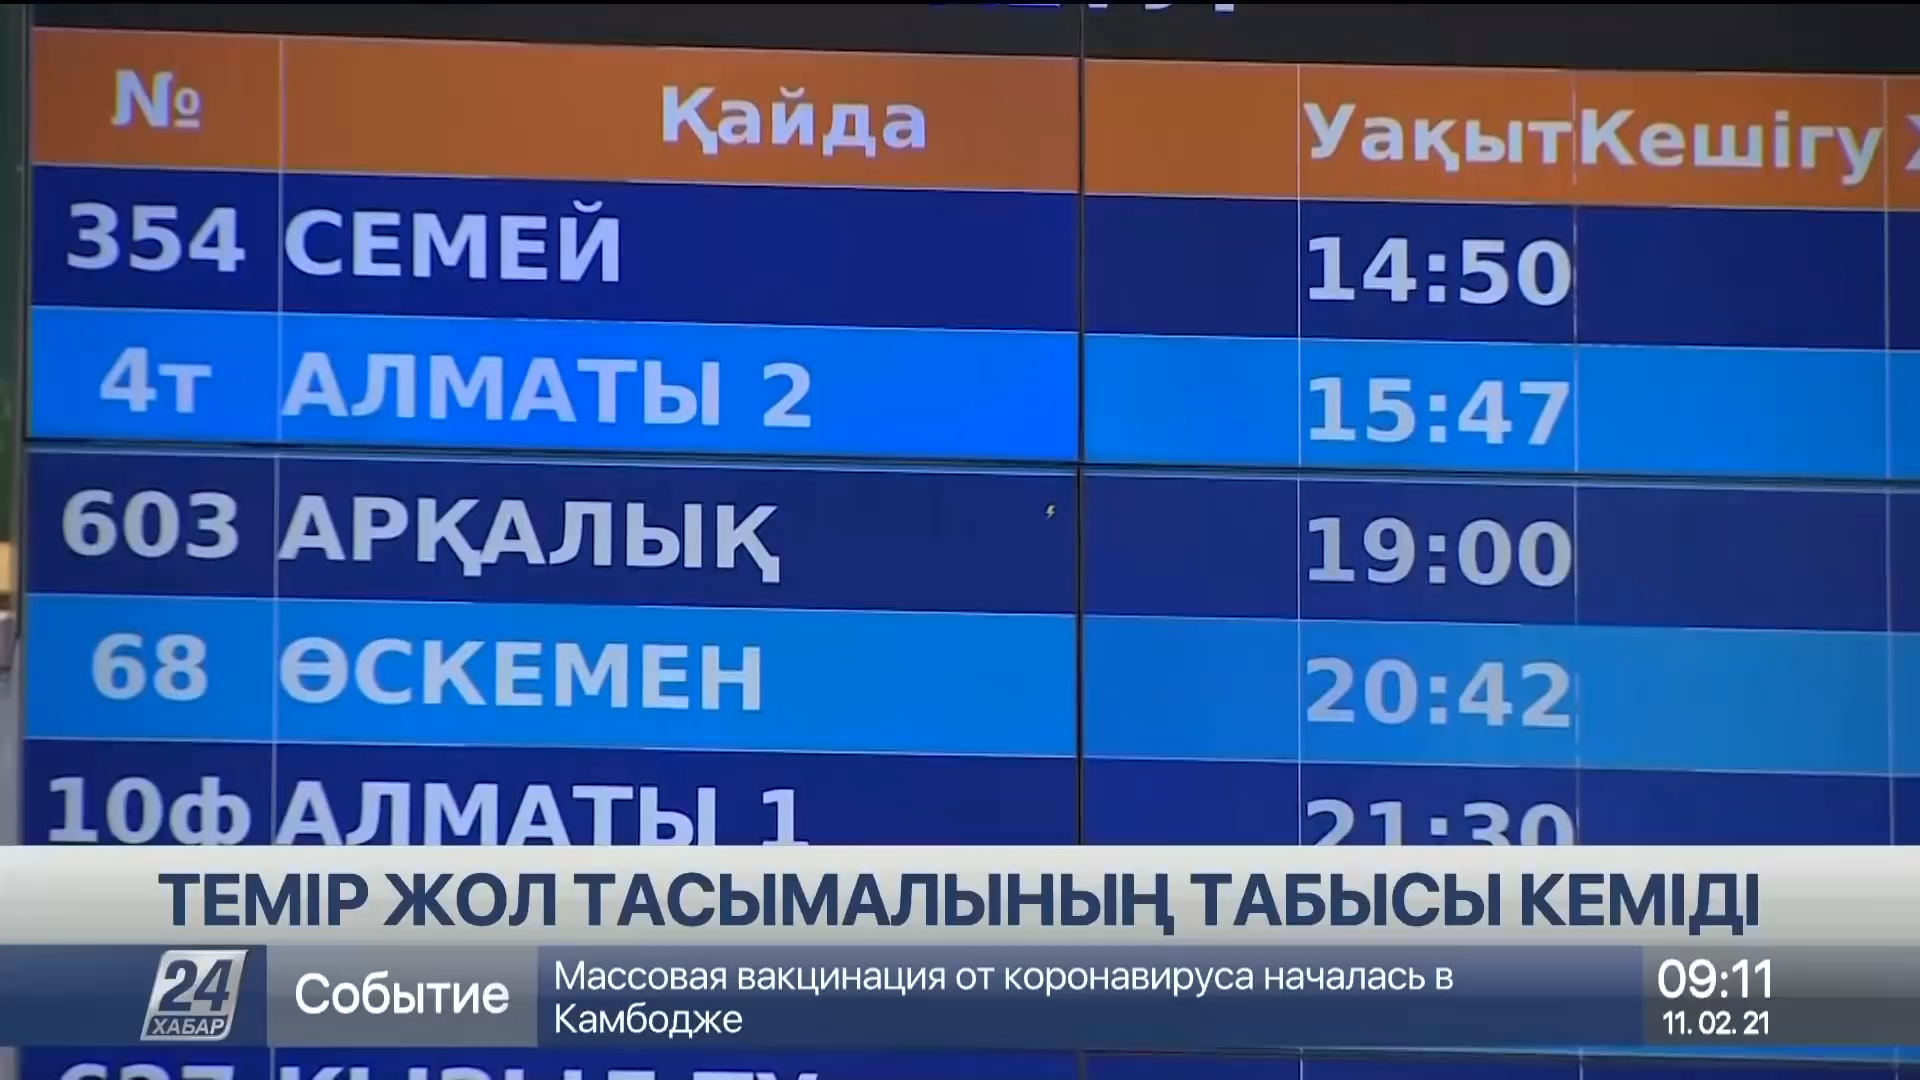 № Қайда Уақыт Кешігу
354 СЕМЕЙ 14:50
4т АЛМАТЫ 2 15:47
603 АРҚАЛЫҚ 19:00
68 ӨСКЕМЕН 20:42
10ф АЛМАТЫ 1 21:30
ТЕМІР ЖОЛ ТАСЫМАЛЫНЫҢ ТАБЫСЫ КЕМІДІ
24 ХАБАР
Событие
Массовая вакцинация от коронавируса началась в
Камбодже
09:11
11. 02. 21